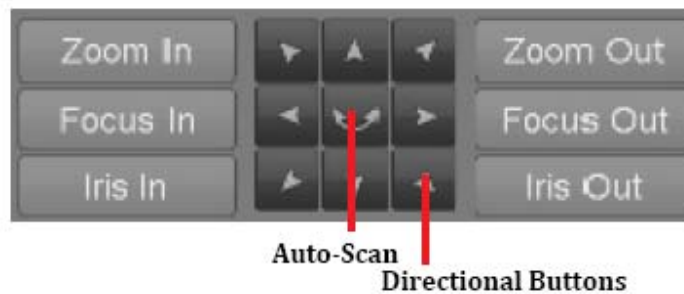 Zoom In Zoom Out
Focus In Focus Out
Iris In Iris Out
Auto-Scan
Directional Buttons